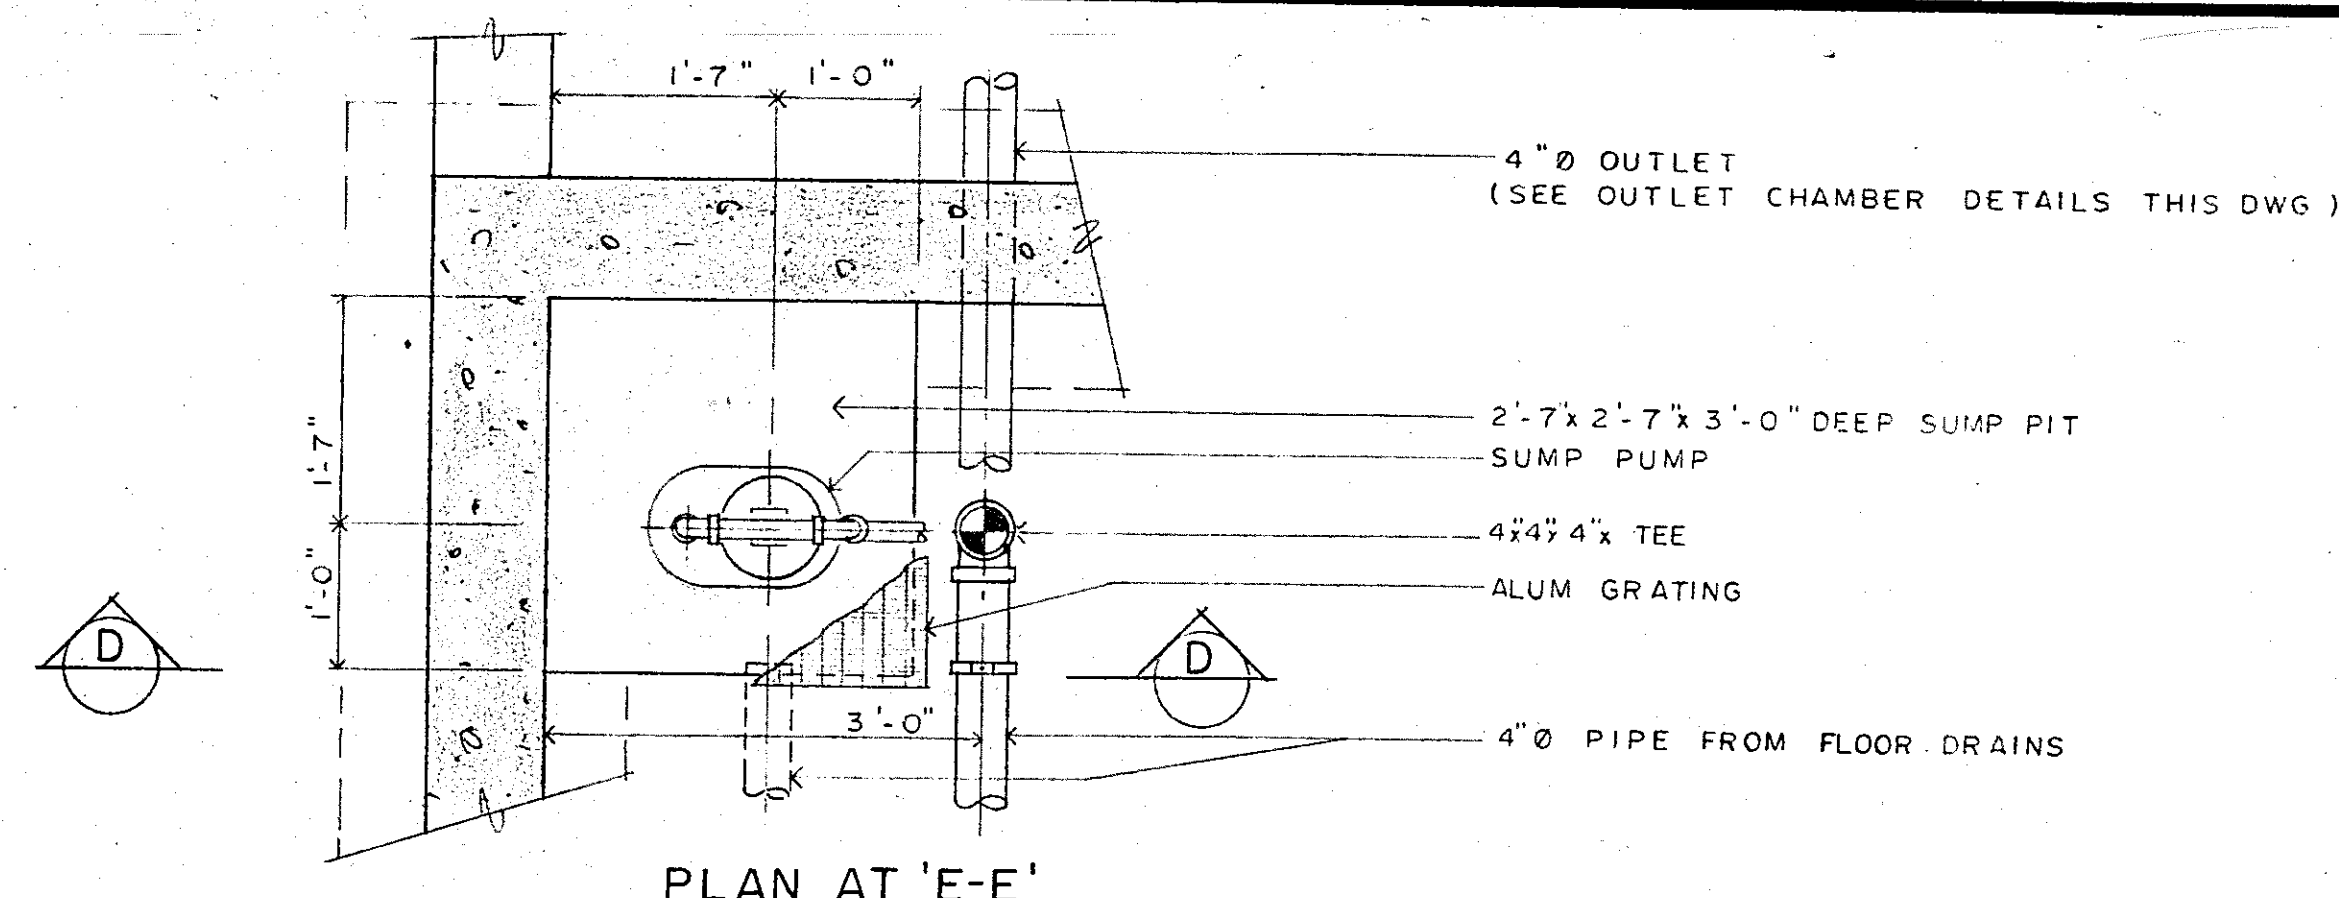 1'-7" 1'-0"
4"Ø OUTLET
(SEE OUTLET CHAMBER DETAILS THIS DWG)
1'-7"
2'-7"x 2'-7"x 3'-0" DEEP SUMP PIT
SUMP PUMP
4"x4"x 4"x TEE
1'-0"
ALUM GRATING
D
D
3'-0"
4"Ø PIPE FROM FLOOR DRAINS
PLAN AT 'E-E'